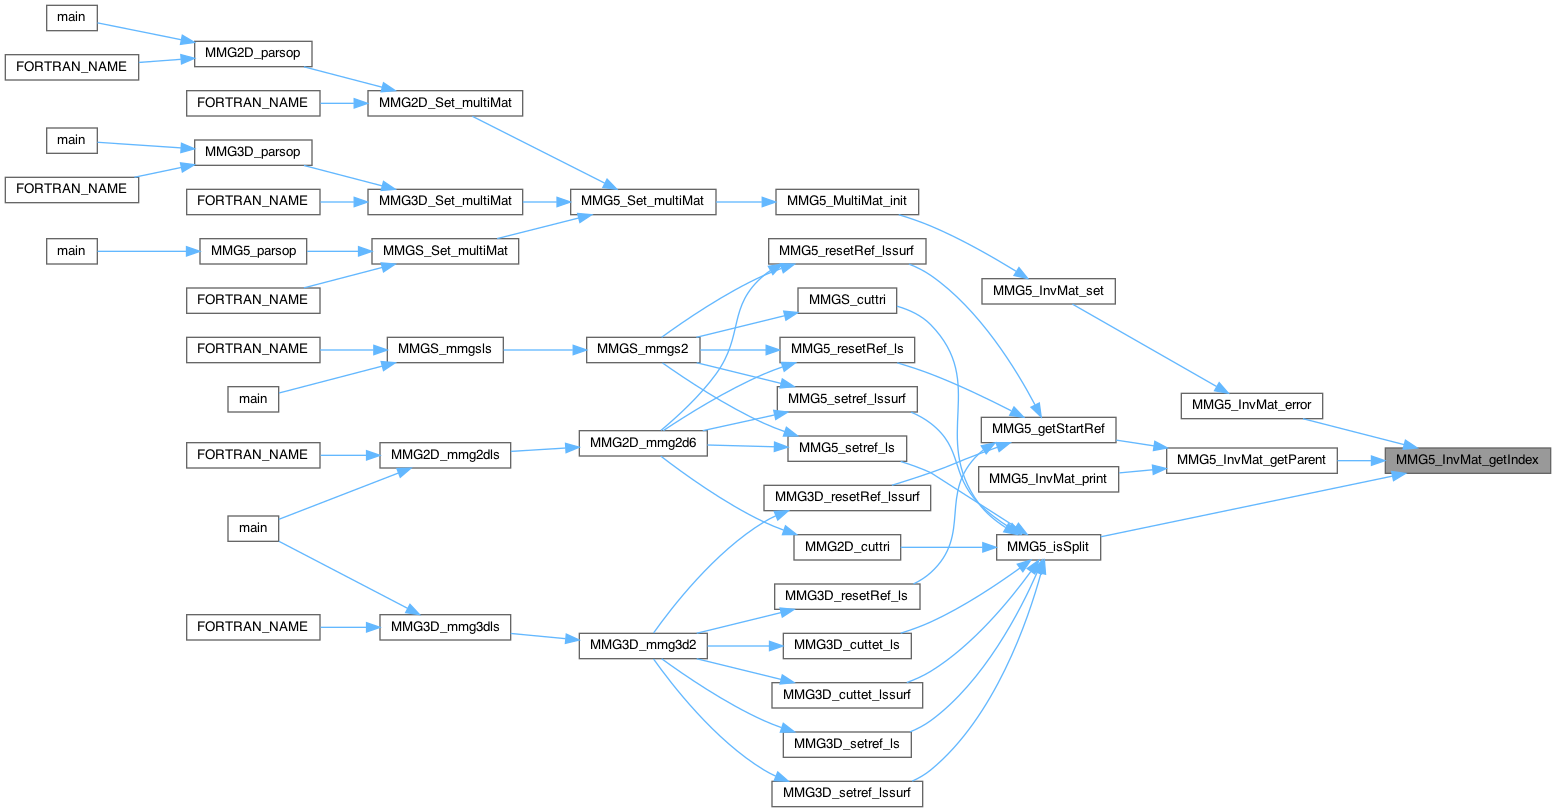 main
MMG2D_parsop
FORTRAN_NAME
MMG2D_Set_multiMat
FORTRAN_NAME
main
MMG3D_parsop
FORTRAN_NAME
MMG3D_Set_multiMat
FORTRAN_NAME
MMG5_Set_multiMat
MMG5_MultiMat_init
main
MMG5_parsop
MMGS_Set_multiMat
FORTRAN_NAME
MMG5_resetRef_lssurf
MMG5_InvMat_set
MMGS_cuttri
FORTRAN_NAME
MMGS_mmgsls
MMGS_mmgs2
MMG5_resetRef_ls
main
MMG5_setref_lssurf
MMG5_InvMat_error
MMG5_getStartRef
FORTRAN_NAME
MMG2D_mmg2dls
MMG2D_mmg2d6
MMG5_setref_ls
MMG5_InvMat_getParent
MMG5_InvMat_getIndex
MMG5_InvMat_print
MMG3D_resetRef_lssurf
main
MMG2D_cuttri
MMG5_isSplit
MMG3D_resetRef_ls
FORTRAN_NAME
MMG3D_mmg3dls
MMG3D_mmg3d2
MMG3D_cuttet_ls
MMG3D_cuttet_lssurf
MMG3D_setref_ls
MMG3D_setref_lssurf